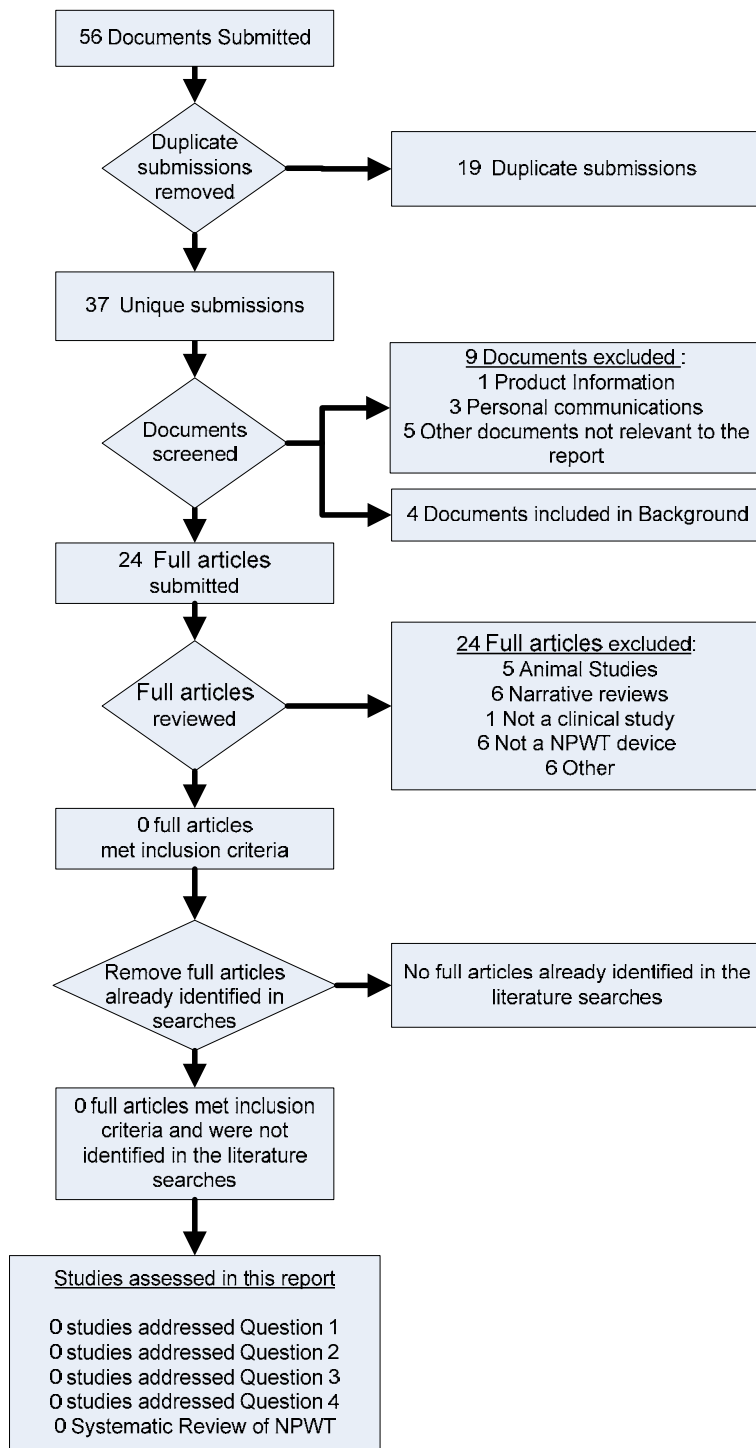 56 Documents Submitted
Duplicate
submissions
removed
19 Duplicate submissions
37 Unique submissions
Documents
screened
9 Documents excluded :
1 Product Information
3 Personal communications
5 Other documents not relevant to the
report
4 Documents included in Background
24 Full articles
submitted
Full articles
reviewed
24 Full articles excluded:
5 Animal Studies
6 Narrative reviews
1 Not a clinical study
6 Not a NPWT device
6 Other
0 full articles
met inclusion criteria
Remove full articles
already identified in
searches
No full articles already identified in the
literature searches
0 full articles met inclusion
criteria and were not
identified in the literature
searches
Studies assessed in this report
0 studies addressed Question 1
0 studies addressed Question 2
0 studies addressed Question 3
0 studies addressed Question 4
0 Systematic Review of NPWT